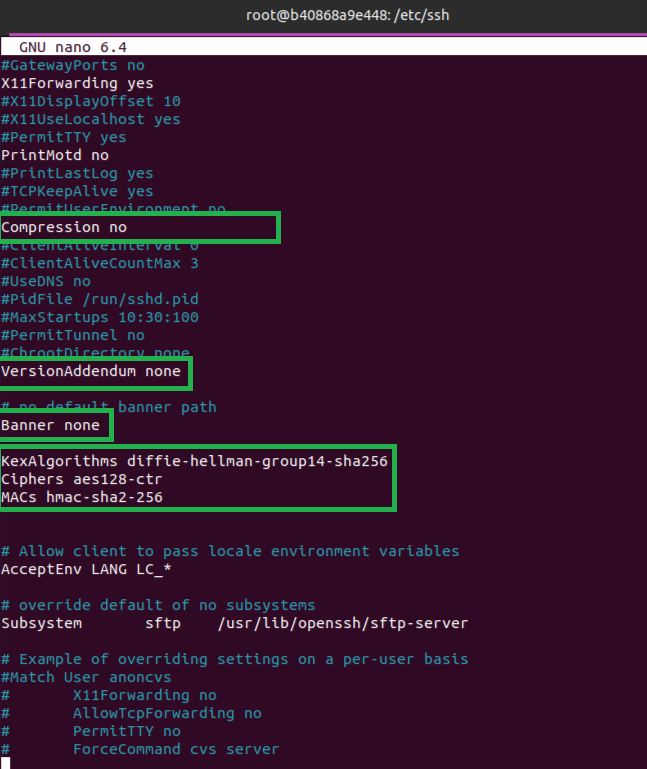 root@b40868a9e448: /etc/ssh
GNU nano 6.4
#GatewayPorts no
X11Forwarding yes
#X11DisplayOffset 10
#X11UseLocalhost yes
#PermitTTY yes
PrintMotd no
#PrintLastLog yes
#TCPKeepAlive yes
#PermitUserEnvironment no
Compression no
#ClientAliveInterval 0
#ClientAliveCountMax 3
#UseDNS no
#PidFile /run/sshd.pid
#MaxStartups 10:30:100
#PermitTunnel no
#ChrootDirectory none
VersionAddendum none
# no default banner path
Banner none
KexAlgorithms diffie-hellman-group14-sha256
Ciphers aes128-ctr
MACs hmac-sha2-256
# Allow client to pass locale environment variables
AcceptEnv LANG LC_*
# override default of no subsystems
Subsystem sftp /usr/lib/openssh/sftp-server
# Example of overriding settings on a per-user basis
#Match User anoncvs
# X11Forwarding no
# AllowTcpForwarding no
# PermitTTY no
# ForceCommand cvs server